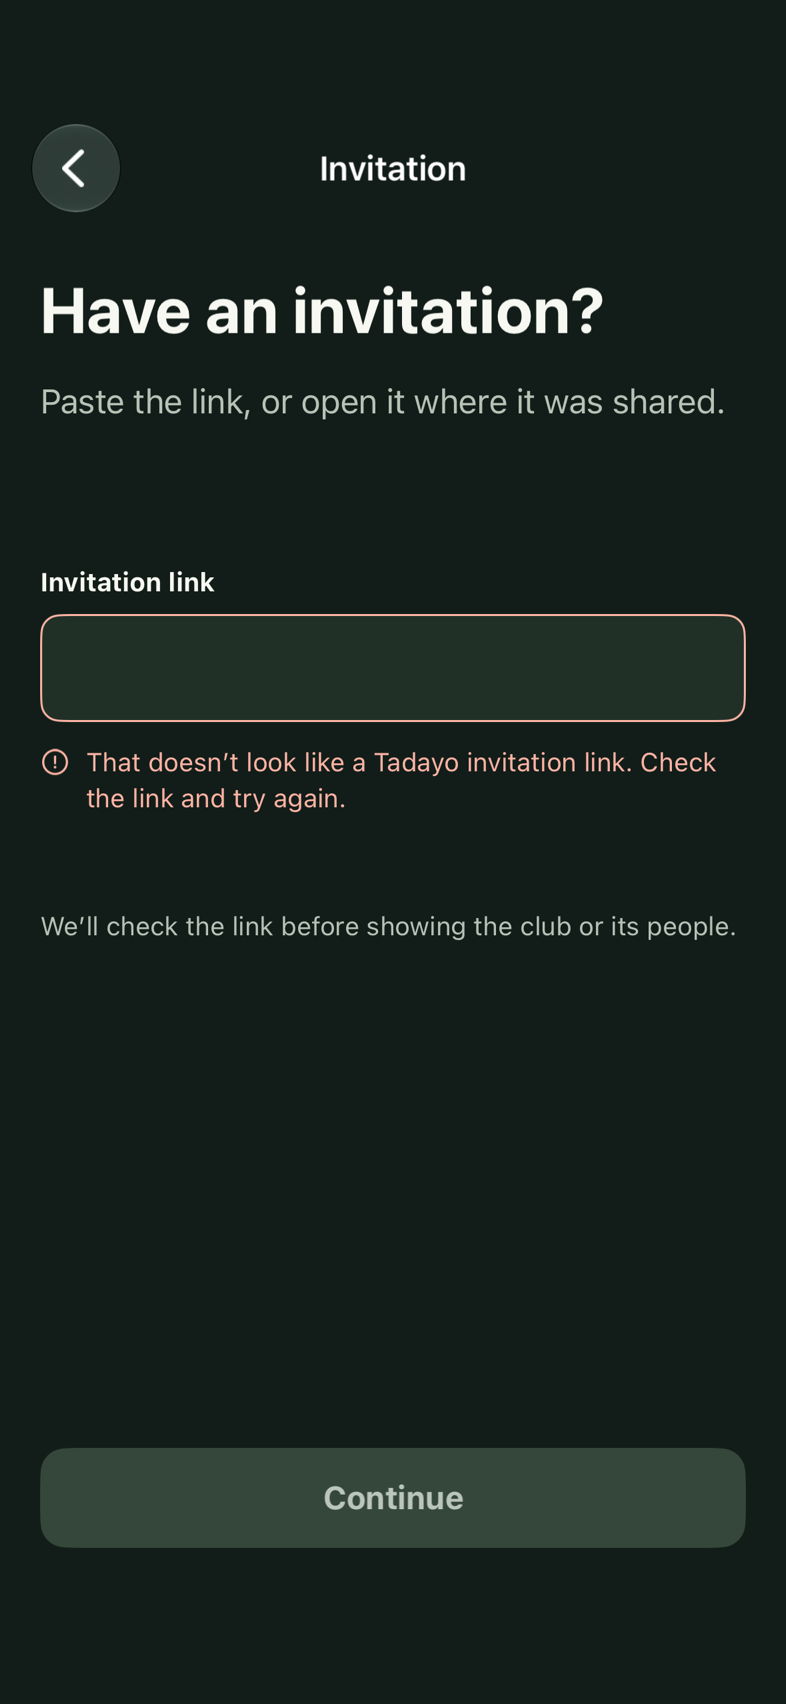 Invitation
Have an invitation?
Paste the link, or open it where it was shared.
Invitation link
That doesn’t look like a Tadayo invitation link. Check
the link and try again.
We’ll check the link before showing the club or its people.
Continue